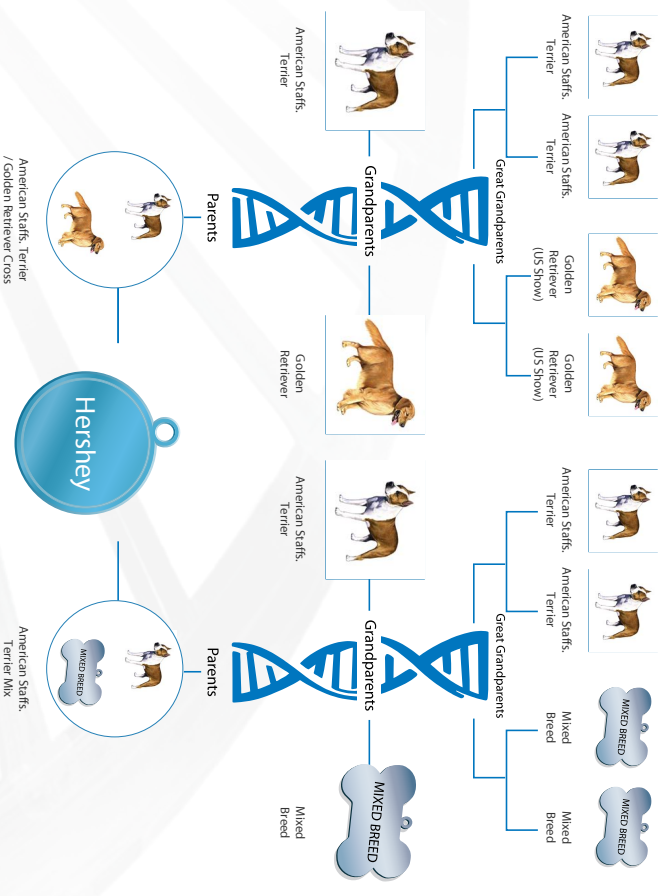 MIXED BREED
MIXED BREED
American Staffs.
Terrier
American Staffs.
Terrier
Golden
Retriever
(US Show)
Golden
Retriever
(US Show)
American Staffs.
Terrier
American Staffs.
Terrier
Mixed
Breed
Mixed
Breed
Great Grandparents
Great Grandparents
Grandparents
Grandparents
MIXED BREED
American Staffs.
Terrier
Golden
Retriever
American Staffs.
Terrier
Mixed
Breed
Parents
Parents
Hershey
MIXED BREED
American Staffs. Terrier
/ Golden Retriever Cross
American Staffs.
Terrier Mix